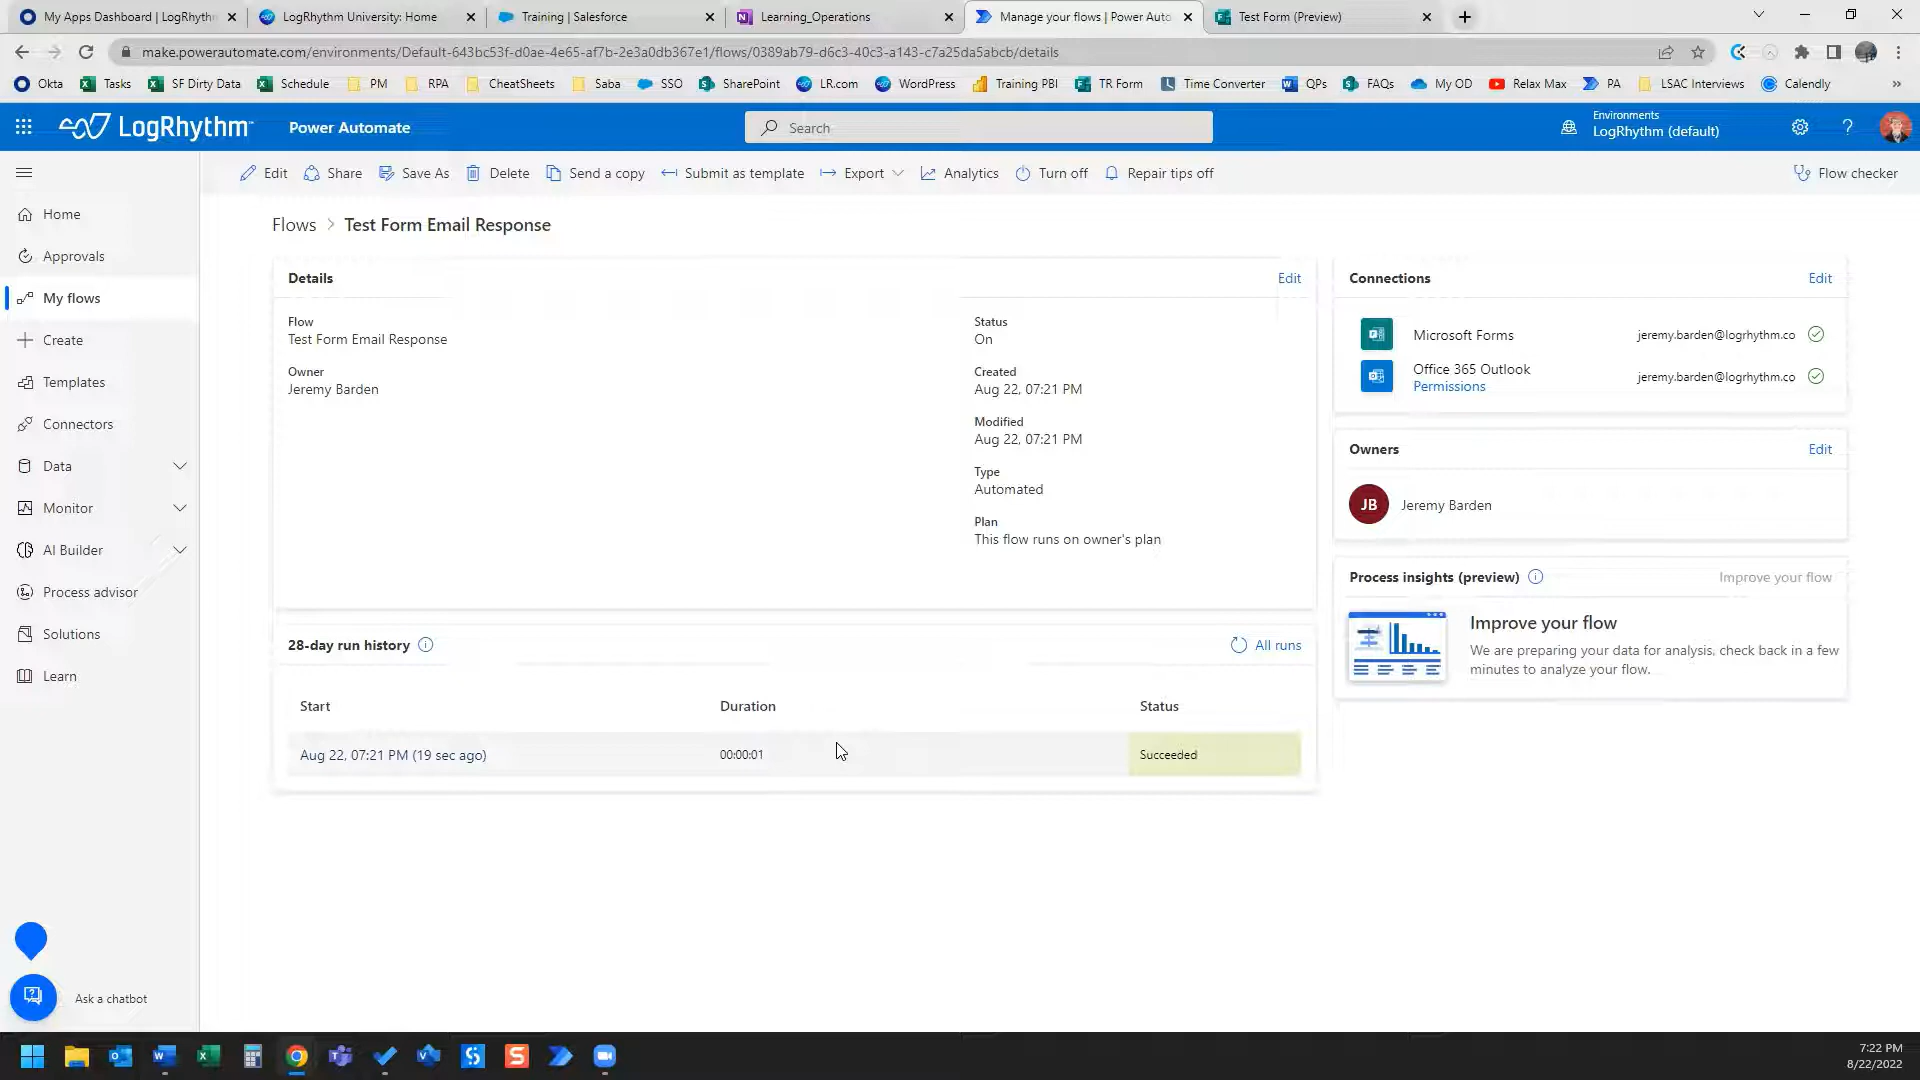 My Apps Dashboard | LogRhythm
LogRhythm University: Home
Training | Salesforce
Learning_Operations
Manage your flows | Power Auto
Test Form (Preview)
make.powerautomate.com/environments/Default-643bc53f-d0ae-4e65-af7b-2e3a0db367e1/flows/0389ab79-d6c3-40c3-a143-c7a25da5abcb/details
Okta
Tasks
SF Dirty Data
Schedule
PM
RPA
CheatSheets
Saba
SSO
SharePoint
LR.com
WordPress
Training PBI
TR Form
Time Converter
QPs
FAQs
My OD
Relax Max
PA
LSAC Interviews
Calendly
»
LogRhythm
Power Automate
Search
Environments
LogRhythm (default)
?
Edit
Share
Save As
Delete
Send a copy
Submit as template
Export
Analytics
Turn off
Repair tips off
Flow checker
Home
Approvals
My flows
Create
Templates
Connectors
Data
Monitor
AI Builder
Process advisor
Solutions
Learn
Ask a chatbot
Flows > Test Form Email Response
Details
Edit
Flow
Test Form Email Response
Owner
Jeremy Barden
Status
On
Created
Aug 22, 07:21 PM
Modified
Aug 22, 07:21 PM
Type
Automated
Plan
This flow runs on owner's plan
28-day run history
All runs
Start
Duration
Status
Aug 22, 07:21 PM (19 sec ago)
00:00:01
Succeeded
Connections
Edit
Microsoft Forms
jeremy.barden@logrhythm.co
Office 365 Outlook
Permissions
jeremy.barden@logrhythm.co
Owners
Edit
JB
Jeremy Barden
Process insights (preview)
Improve your flow
Improve your flow
We are preparing your data for analysis, check back in a few
minutes to analyze your flow.
7:22 PM
8/22/2022